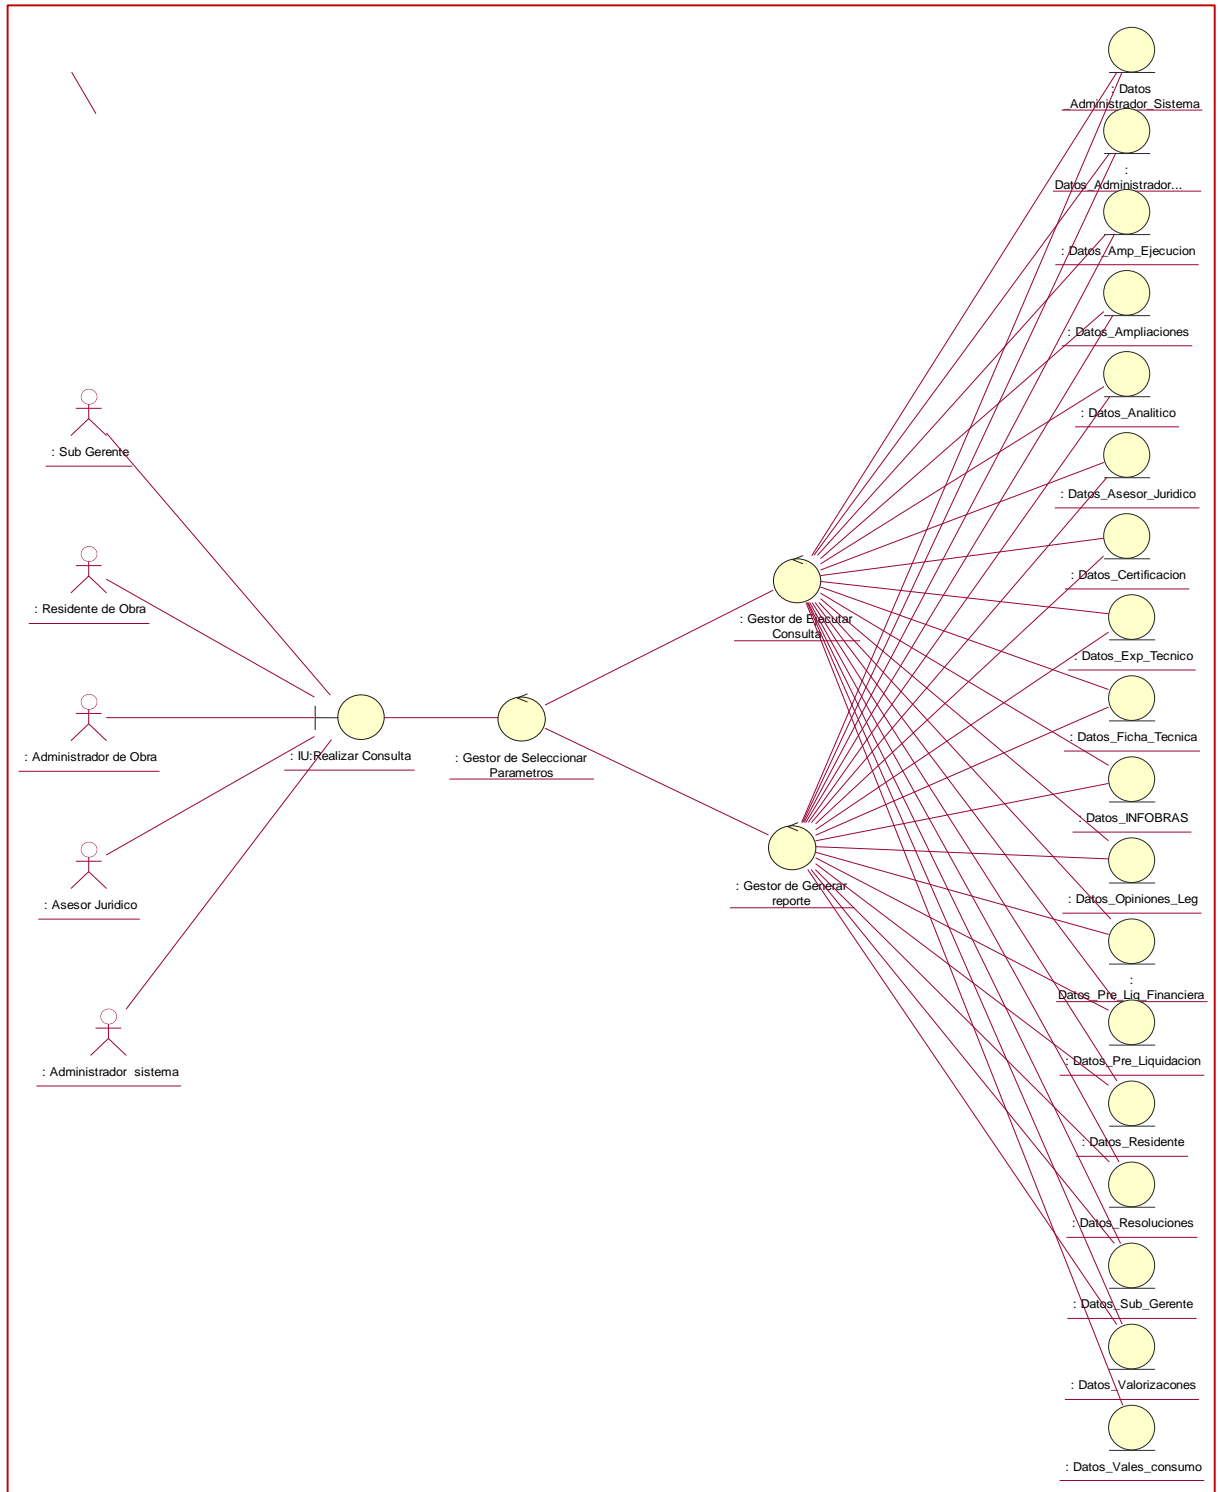 : Sub Gerente
: Residente de Obra
: Administrador de Obra
: Asesor Juridico
: Administrador  sistema
: IU:Realizar Consulta
: Gestor de Seleccionar
Parametros
: Gestor de Ejecutar
Consulta
: Gestor de Generar
reporte
: Datos
_Administrador_Sistema
:
Datos_Administrador...
: Datos_Amp_Ejecucion
: Datos_Ampliaciones
: Datos_Analitico
: Datos_Asesor_Juridico
: Datos_Certificacion
: Datos_Exp_Tecnico
: Datos_Ficha_Tecnica
: Datos_INFOBRAS
: Datos_Opiniones_Leg
:
Datos_Pre_Liq_Financiera
: Datos_Pre_Liquidacion
: Datos_Residente
: Datos_Resoluciones
: Datos_Sub_Gerente
: Datos_Valorizacones
: Datos_Vales_consumo